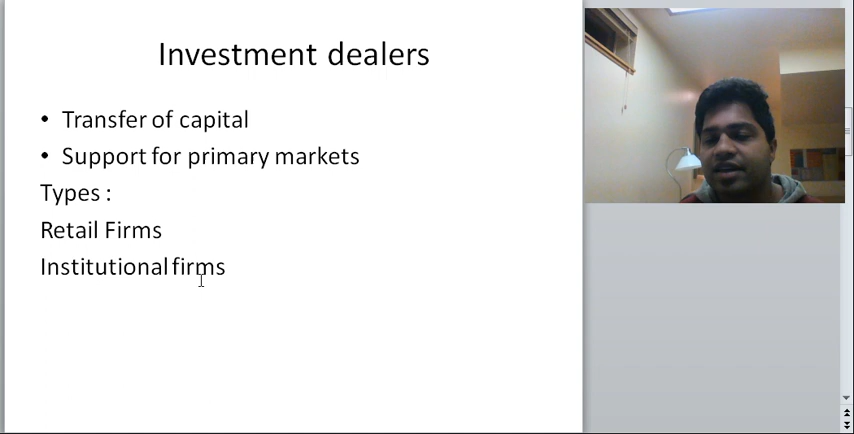 Investment dealers
• Transfer of capital
• Support for primary markets
Types :
Retail Firms
Institutional firms